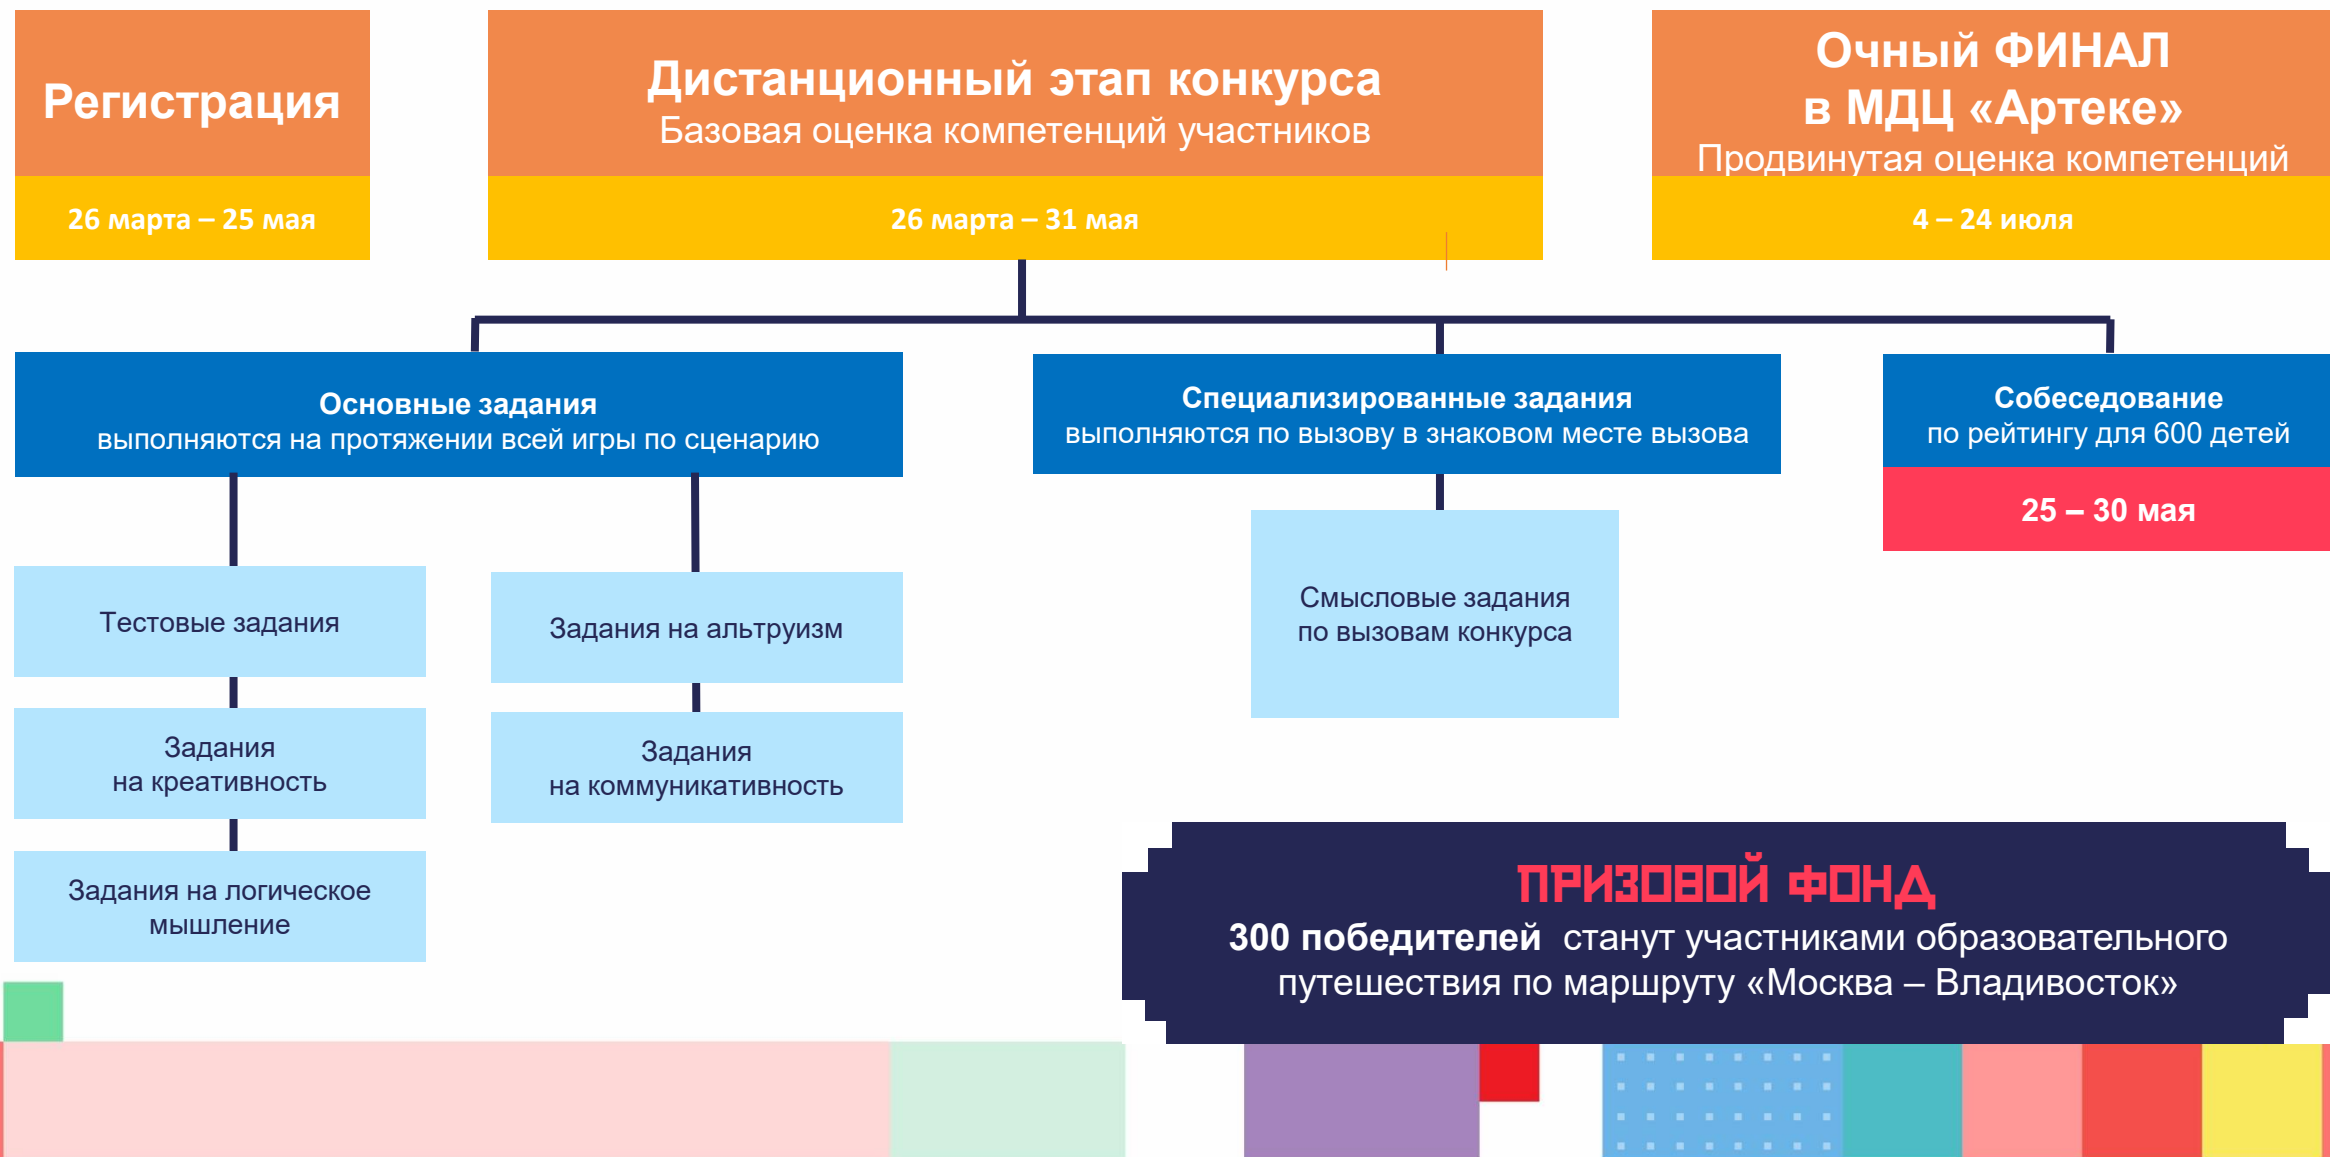 Регистрация
26 марта – 25 мая
Дистанционный этап конкурса
Базовая оценка компетенций участников
26 марта – 31 мая
Очный ФИНАЛ
в МДЦ «Артеке»
Продвинутая оценка компетенций
4 – 24 июля
Основные задания
выполняются на протяжении всей игры по сценарию
Специализированные задания
выполняются по вызову в знаковом месте вызова
Собеседование
по рейтингу для 600 детей
25 – 30 мая
Тестовые задания
Задания
на креативность
Задания на логическое
мышление
Задания на альтруизм
Задания
на коммуникативность
Смысловые задания
по вызовам конкурса
ПРИЗОВОЙ ФОНД
300 победителей станут участниками образовательного
путешествия по маршруту «Москва – Владивосток»